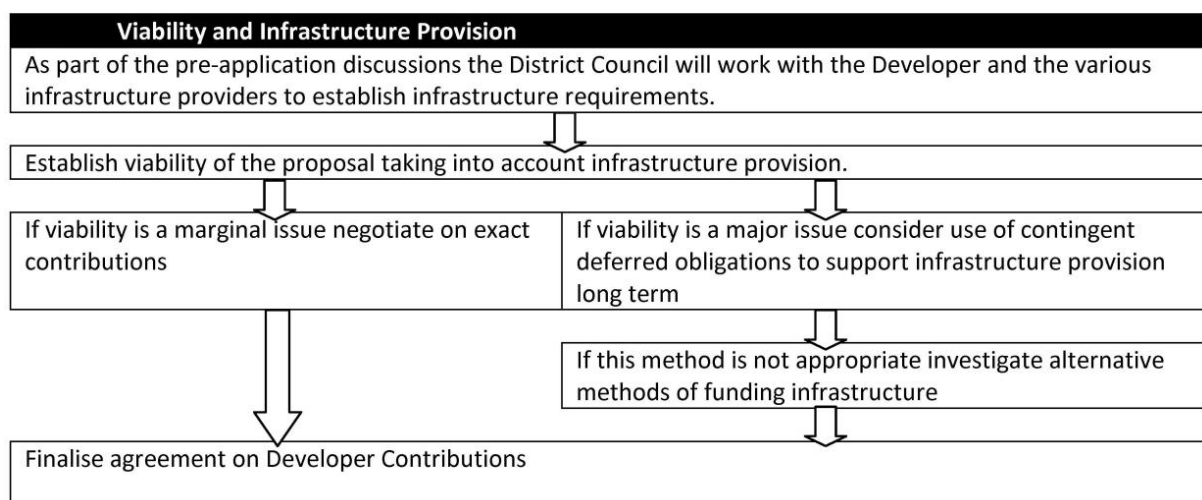 Viability and Infrastructure Provision
As part of the pre-application discussions the District Council will work with the Developer and the various
infrastructure providers to establish infrastructure requirements.
Establish viability of the proposal taking into account infrastructure provision.
If viability is a marginal issue negotiate on exact
contributions
If viability is a major issue consider use of contingent
deferred obligations to support infrastructure provision
long term
If this method is not appropriate investigate alternative
methods of funding infrastructure
Finalise agreement on Developer Contributions